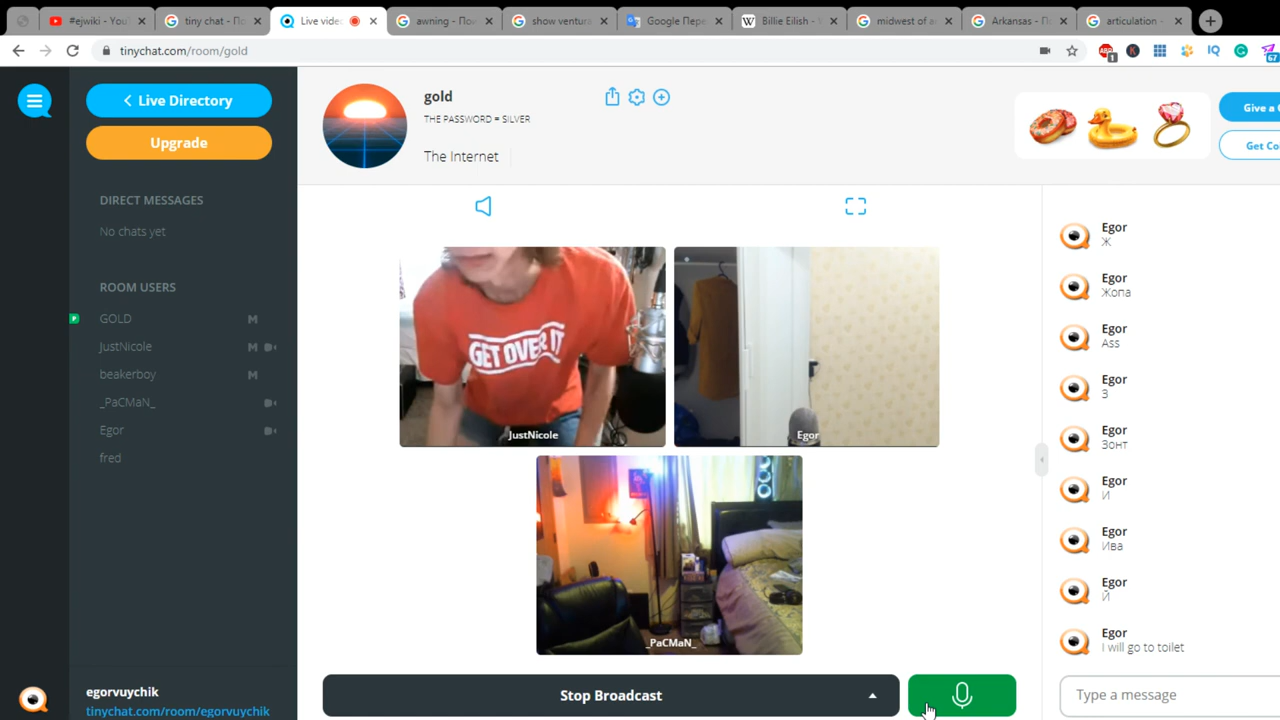 #ejwiki - You
tiny chat - По
Live vide
awning - Пои
show ventura
Google Пере
Billie Eilish - W
midwest of a
Arkansas - П
articulation -
tinychat.com/room/gold
ABP
1
K
IQ
67
Live Directory
Upgrade
DIRECT MESSAGES
No chats yet
ROOM USERS
P
GOLD M
JustNicole M
beakerboy M
_PaCMaN_
Egor
fred
egorvuychik
tinychat.com/room/egorvuychik
gold
THE PASSWORD = SILVER
The Internet
Give a
Get Co
GET OVER IT
JustNicole
Egor
_PaCMaN_
Stop Broadcast
Egor
Ж
Egor
Жопа
Egor
Ass
Egor
З
Egor
Зонт
Egor
И
Egor
Ива
Egor
Й
Egor
I will go to toilet
Type a message